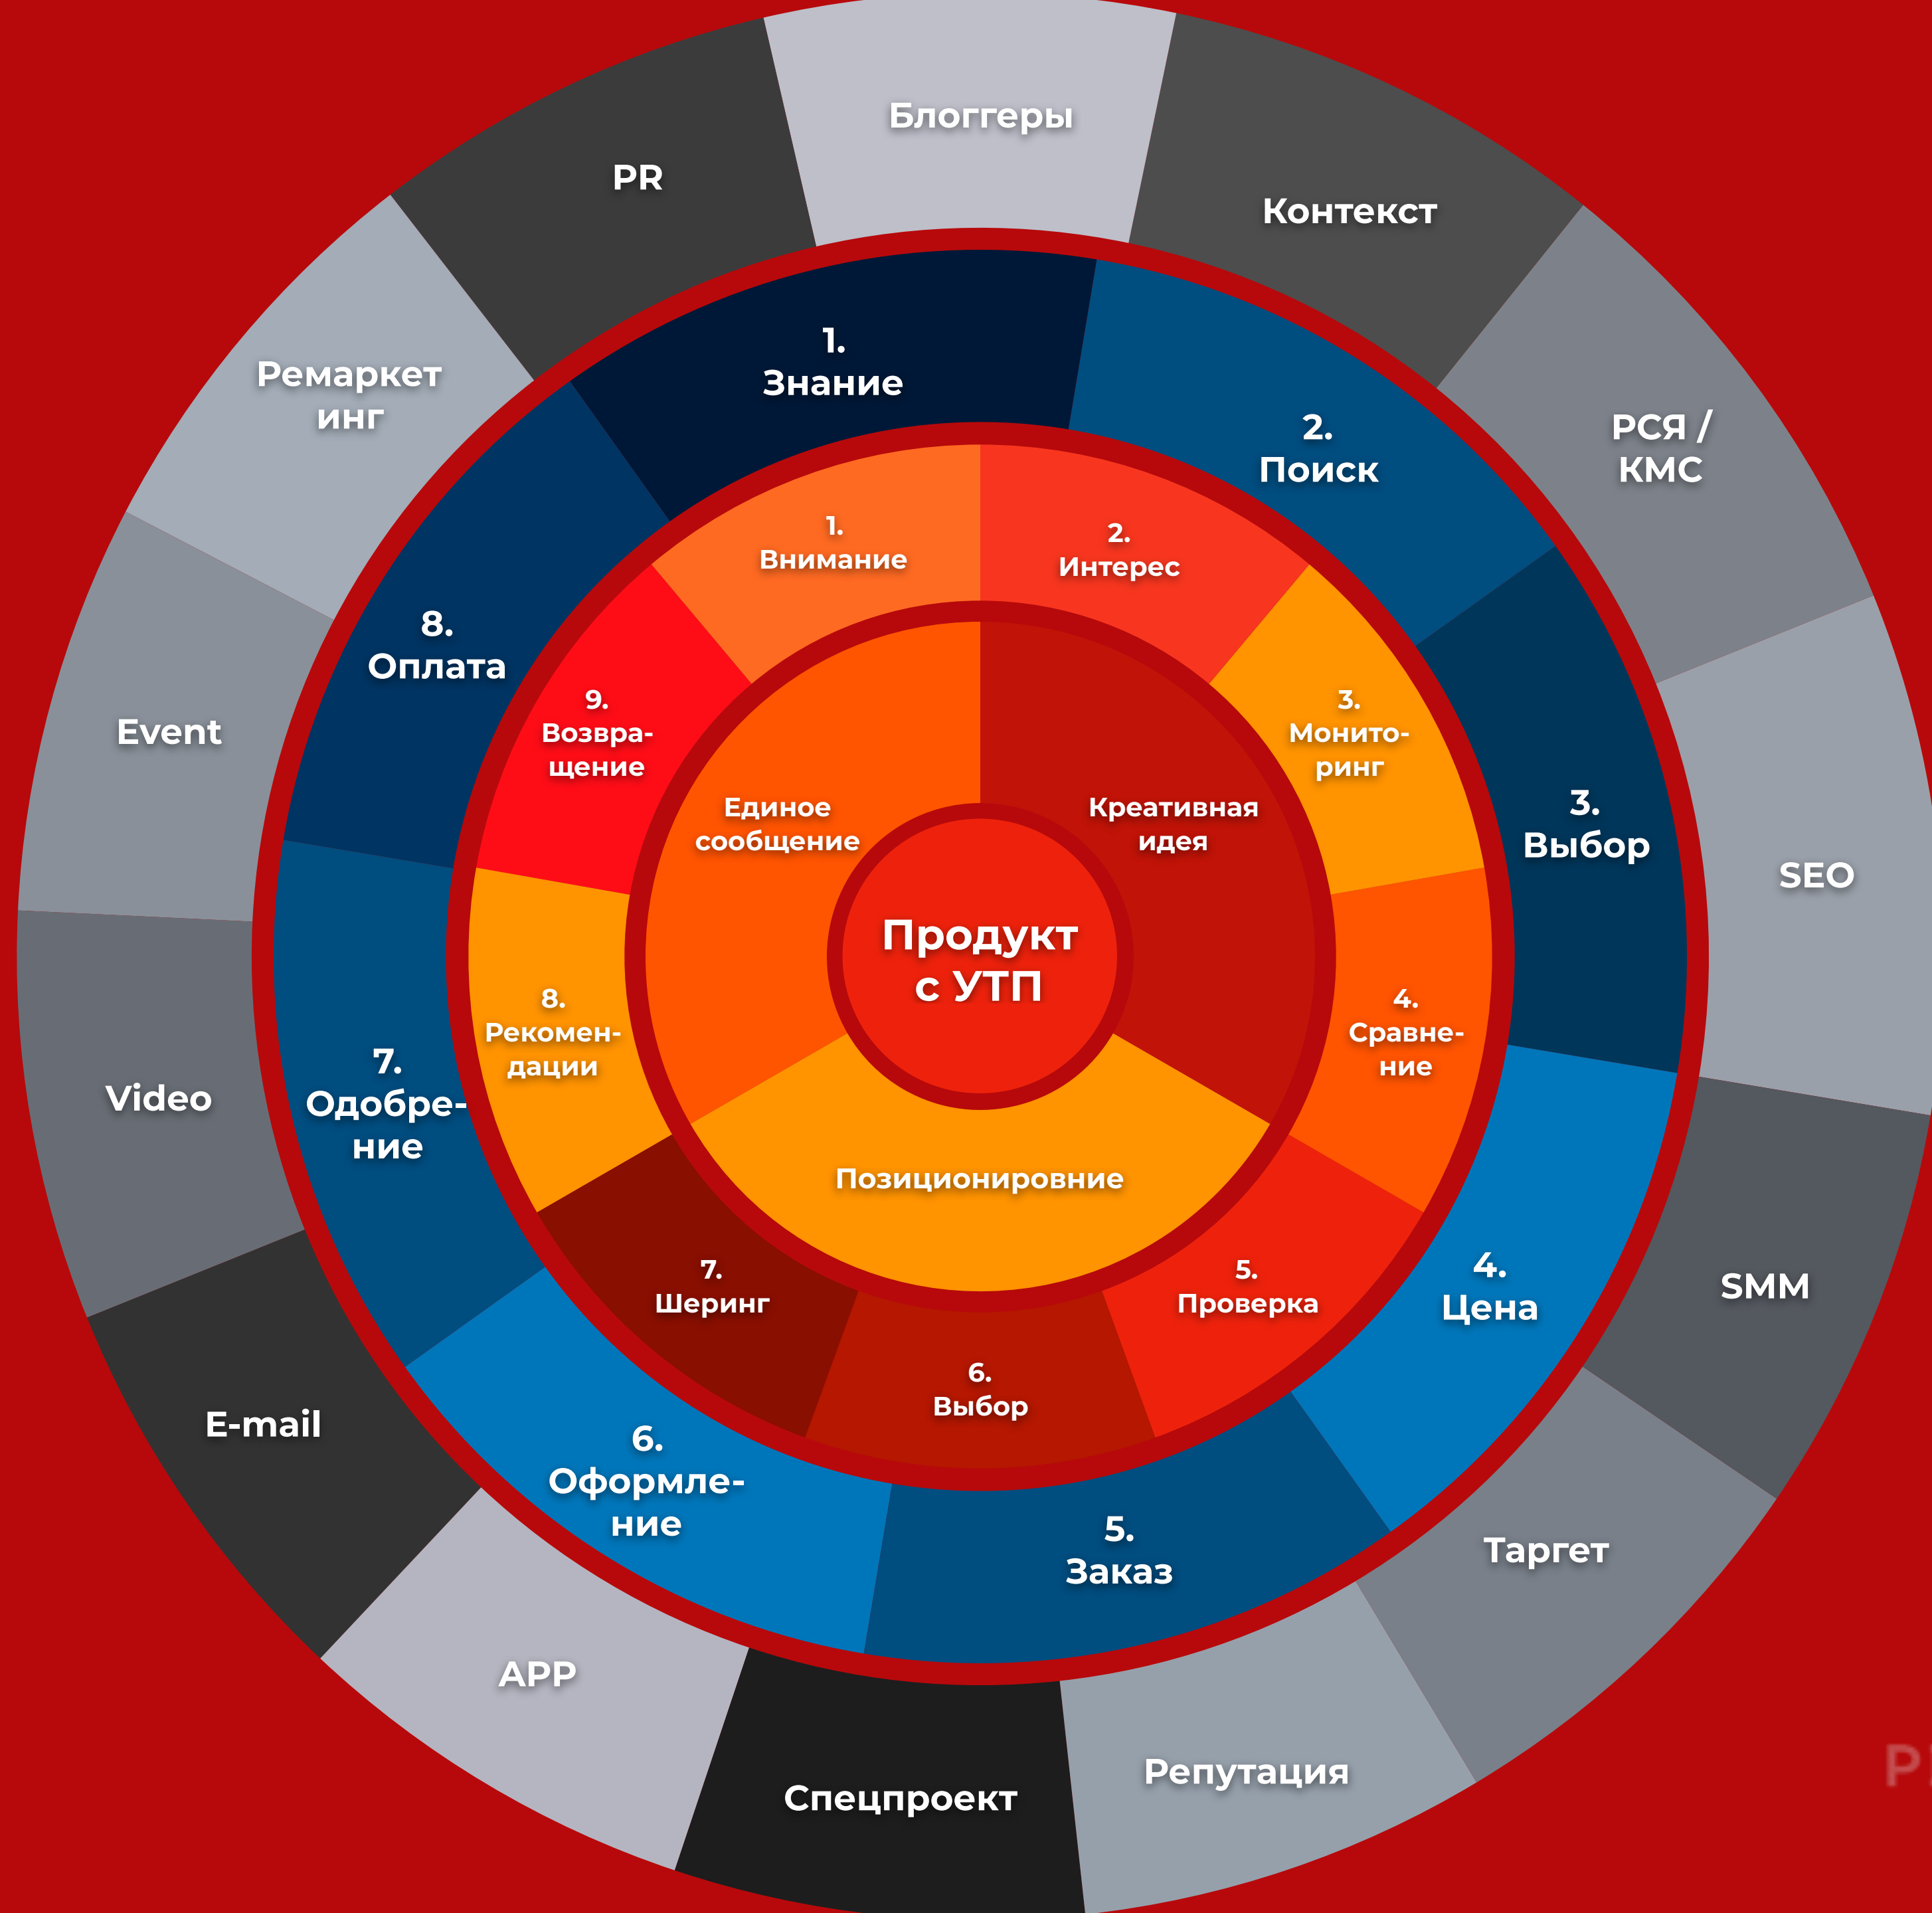 Блоггеры
PR
Контекст
Ремаркет
инг
РСЯ /
КМС
Event
SEO
Video
SMM
E-mail
Таргет
APP
Репутация
Спецпроект
1.
Знание
2.
Поиск
3.
Выбор
4.
Цена
5.
Заказ
6.
Оформле-
ние
7.
Одобре-
ние
8.
Оплата
1.
Внимание
2.
Интерес
3.
Монито-
ринг
4.
Сравне-
ние
5.
Проверка
6.
Выбор
7.
Шеринг
8.
Рекомен-
дации
9.
Возвра-
щение
Единое
сообщение
Креативная
идея
Позиционировние
Продукт
с УТП